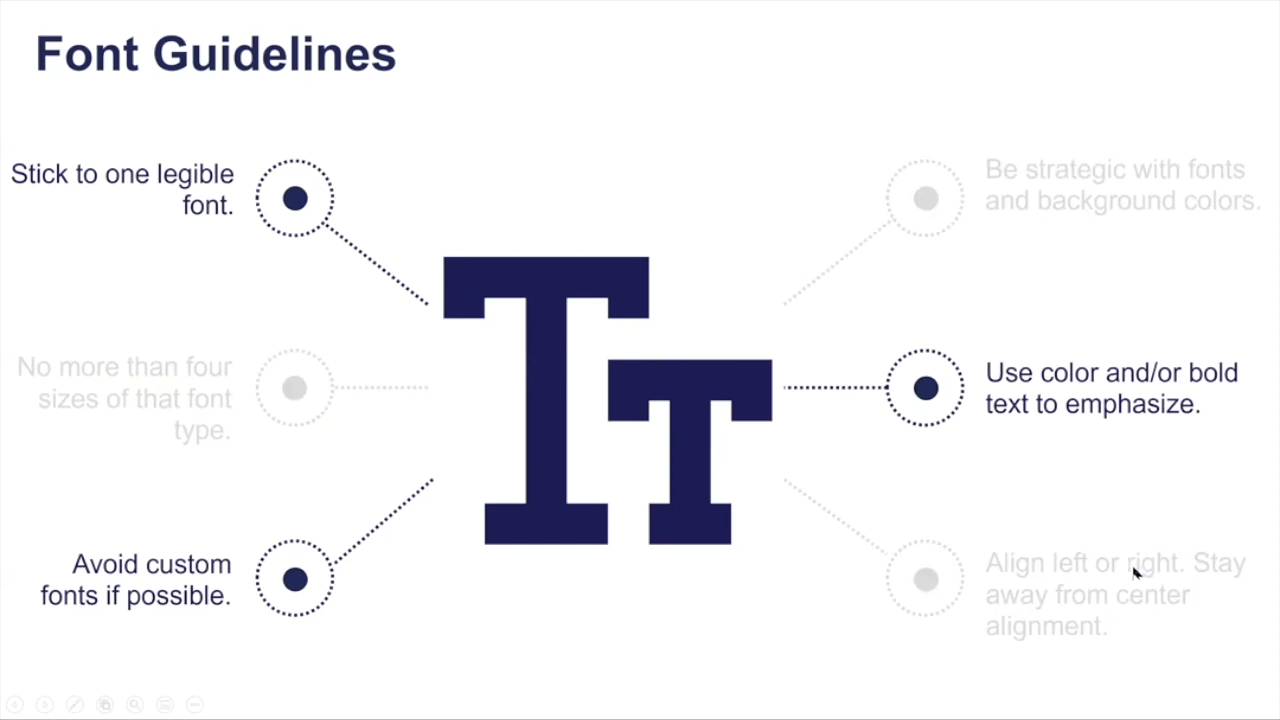 Font Guidelines
Stick to one legible
font.
No more than four
sizes of that font
type.
Avoid custom
fonts if possible.
Tт
Be strategic with fonts
and background colors.
Use color and/or bold
text to emphasize.
Align left or right. Stay
away from center
alignment.